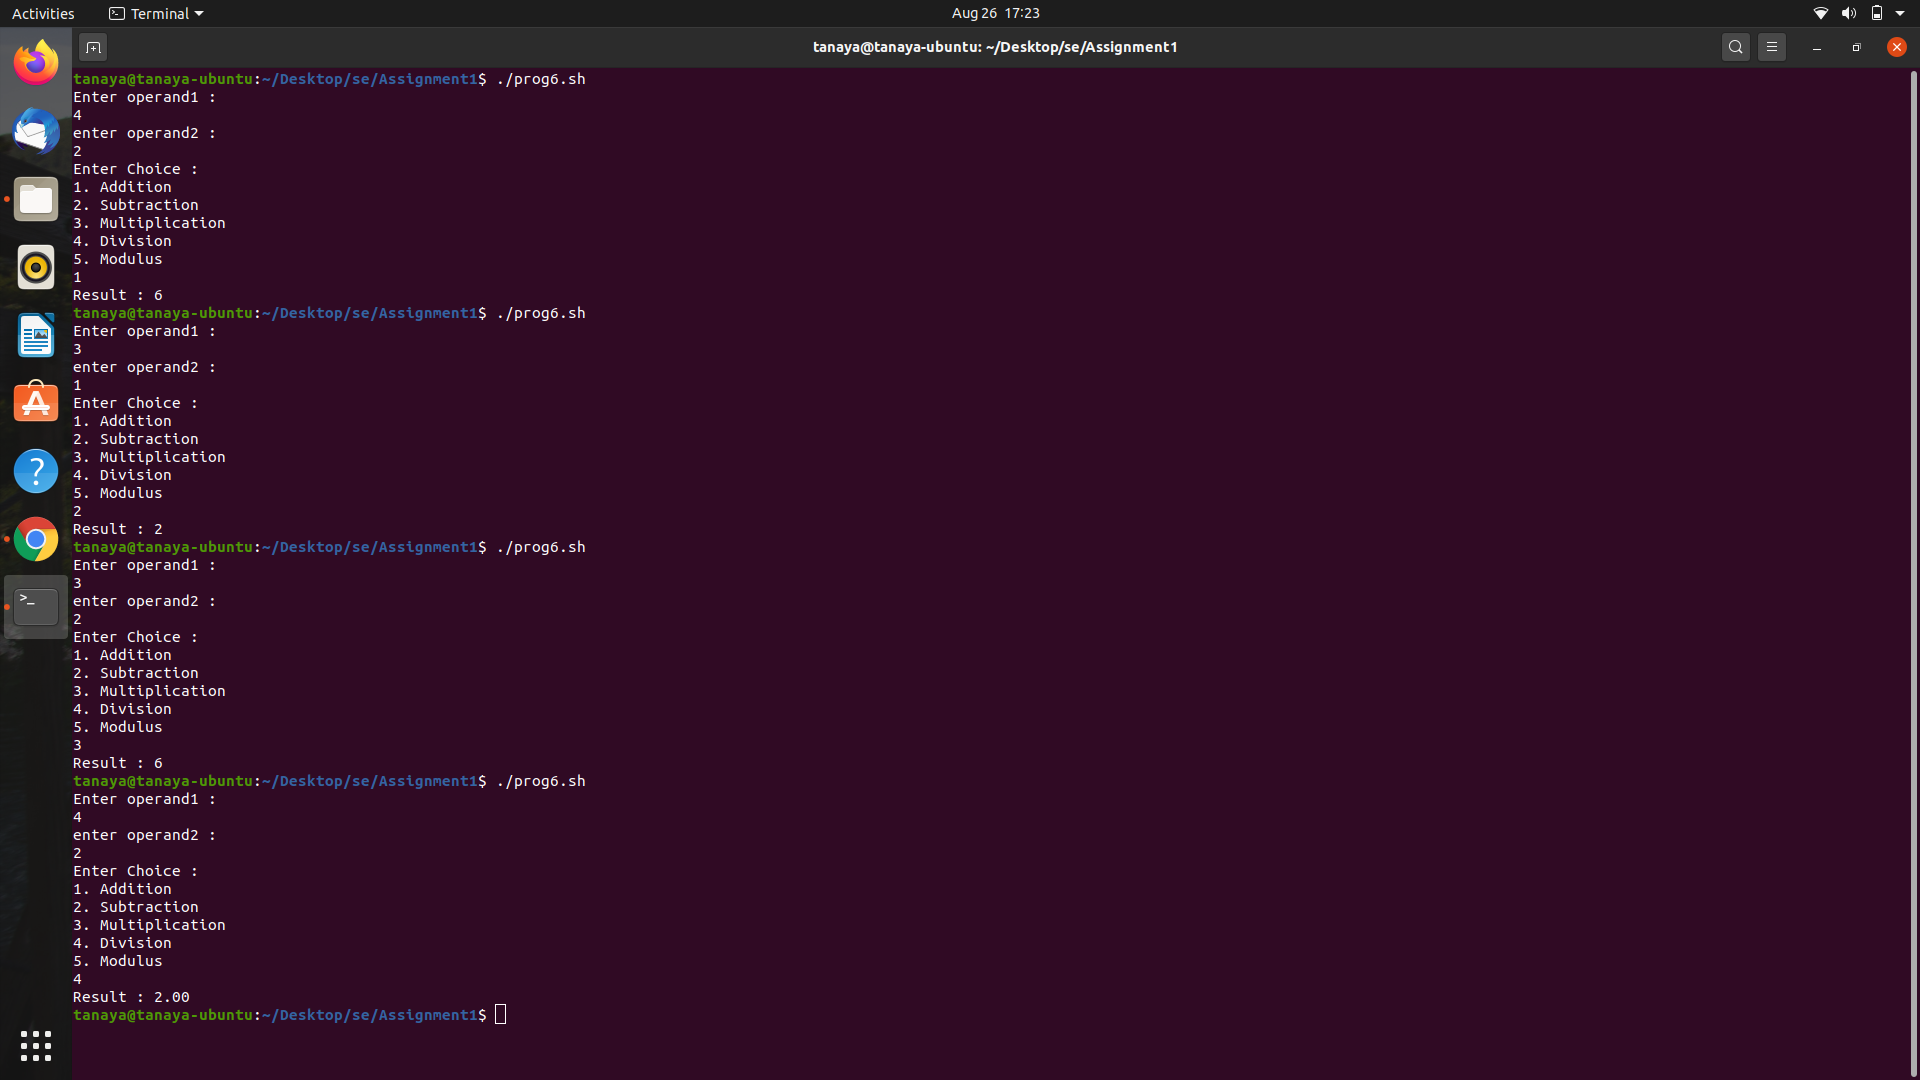 Activities Terminal Aug 26 17:23
tanaya@tanaya-ubuntu: ~/Desktop/se/Assignment1
tanaya@tanaya-ubuntu:~/Desktop/se/Assignment1$ ./prog6.sh
Enter operand1 :
4
enter operand2 :
2
Enter Choice :
1. Addition
2. Subtraction
3. Multiplication
4. Division
5. Modulus
1
Result : 6
tanaya@tanaya-ubuntu:~/Desktop/se/Assignment1$ ./prog6.sh
Enter operand1 :
3
enter operand2 :
1
Enter Choice :
1. Addition
2. Subtraction
3. Multiplication
4. Division
5. Modulus
2
Result : 2
tanaya@tanaya-ubuntu:~/Desktop/se/Assignment1$ ./prog6.sh
Enter operand1 :
3
enter operand2 :
2
Enter Choice :
1. Addition
2. Subtraction
3. Multiplication
4. Division
5. Modulus
3
Result : 6
tanaya@tanaya-ubuntu:~/Desktop/se/Assignment1$ ./prog6.sh
Enter operand1 :
4
enter operand2 :
2
Enter Choice :
1. Addition
2. Subtraction
3. Multiplication
4. Division
5. Modulus
4
Result : 2.00
tanaya@tanaya-ubuntu:~/Desktop/se/Assignment1$